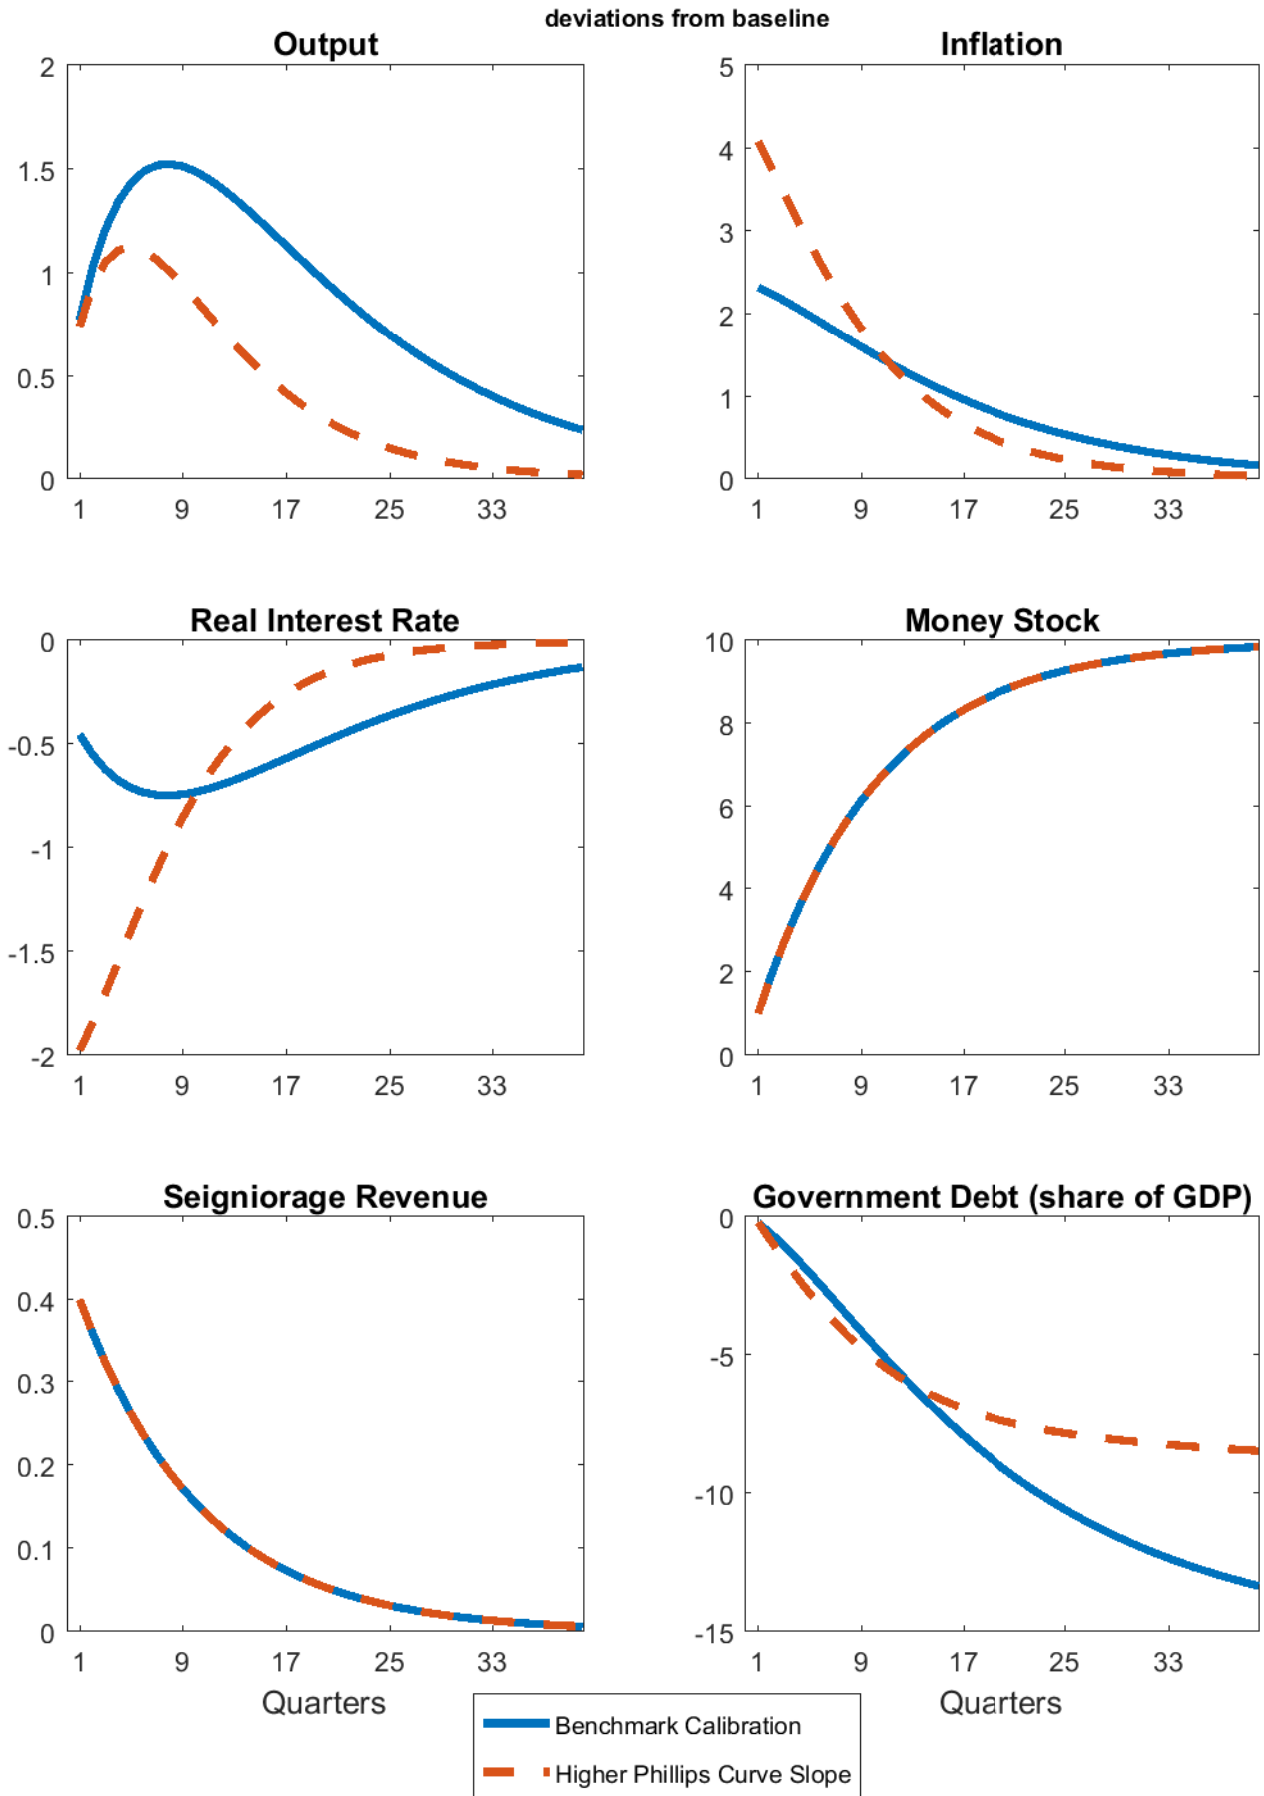 deviations from baseline
Output
2
1.5
1
0.5
0
1 9 17 25 33
Inflation
5
4
3
2
1
0
1 9 17 25 33
Real Interest Rate
0
-0.5
-1
-1.5
-2
1 9 17 25 33
Money Stock
10
8
6
4
2
0
1 9 17 25 33
Seigniorage Revenue
0.5
0.4
0.3
0.2
0.1
0
1 9 17 25 33
Quarters
Government Debt (share of GDP)
0
-5
-10
-15
1 9 17 25 33
Quarters
Benchmark Calibration
Higher Phillips Curve Slope